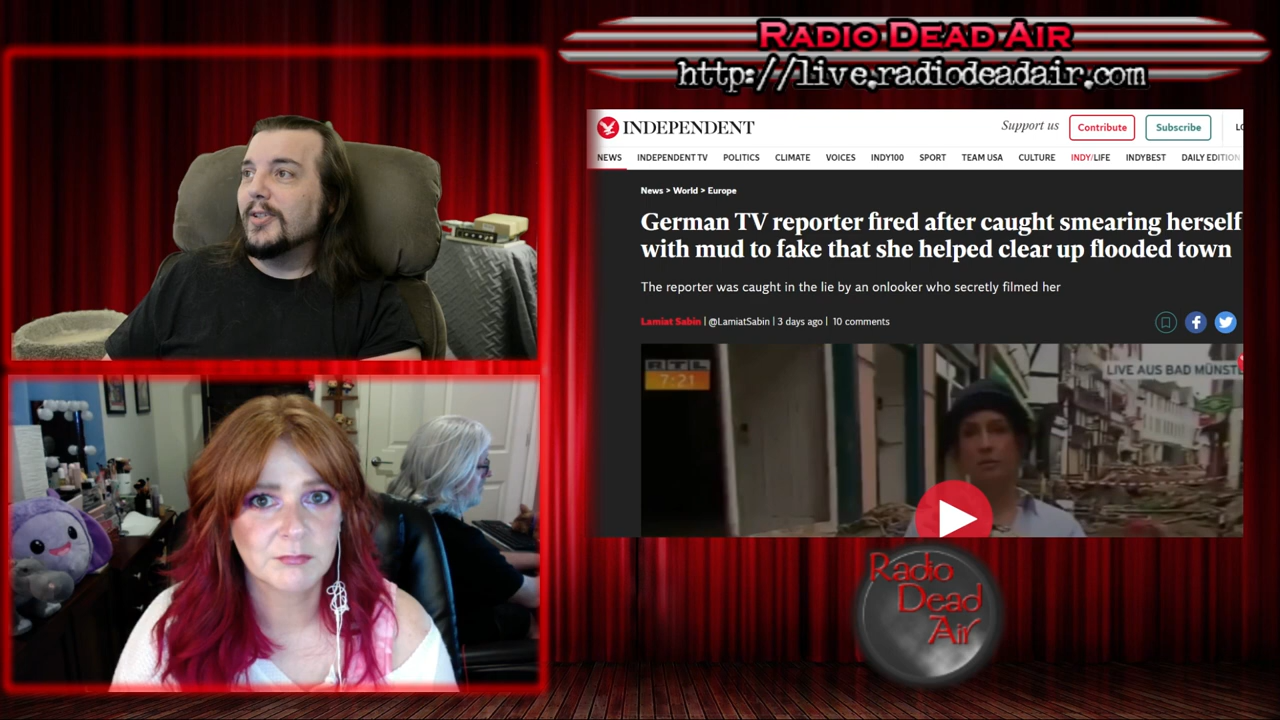 RADIO DEAD AIR
http://live.radiodeadair.com
INDEPENDENT
Support us
Contribute
Subscribe
NEWS INDEPENDENT TV POLITICS CLIMATE VOICES INDY100 SPORT TEAM USA CULTURE INDY/LIFE INDYBEST DAILY EDITION
News > World > Europe
German TV reporter fired after caught smearing herself
with mud to fake that she helped clear up flooded town
The reporter was caught in the lie by an onlooker who secretly filmed her
Lamiat Sabin | @LamiatSabin | 3 days ago | 10 comments
RTL
7:21
LIVE AUS BAD
Radio
Dead
Air